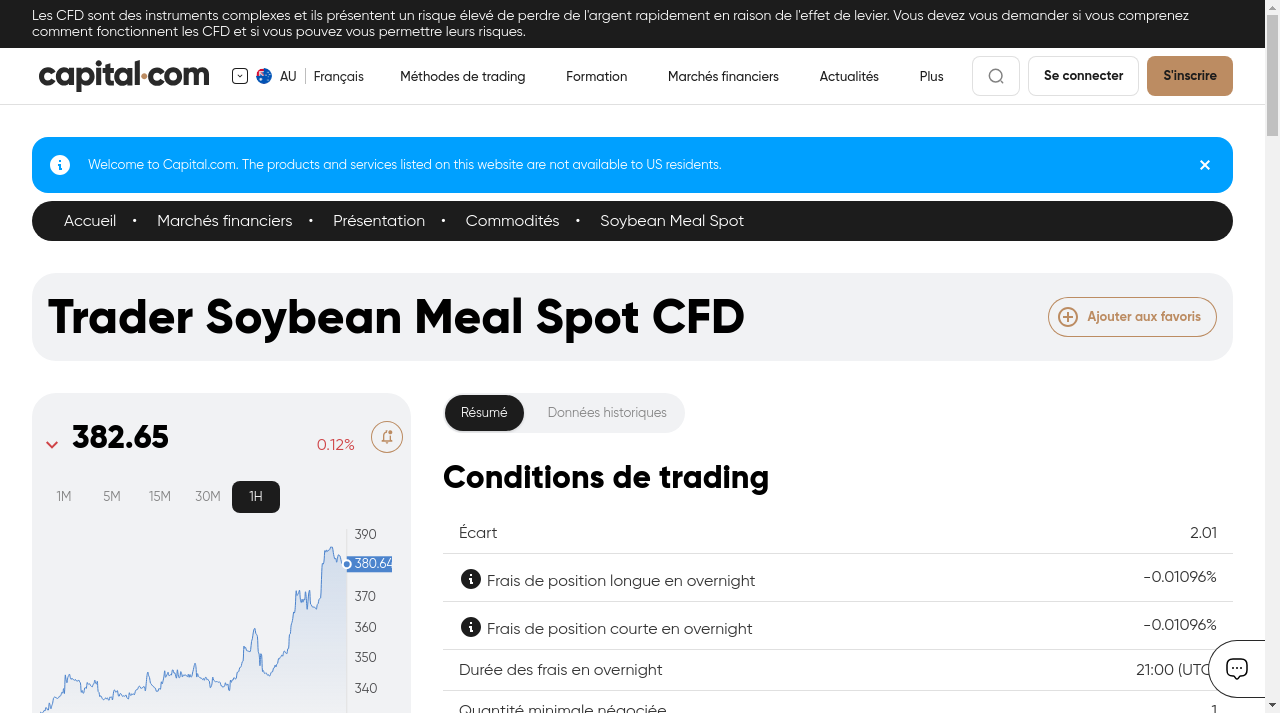 Les CFD sont des instruments complexes et ils présentent un risque élevé de perdre de l'argent rapidement en raison de l'effet de levier. Vous devez vous demander si vous comprenez
comment fonctionnent les CFD et si vous pouvez vous permettre leurs risques.
capital.com
AU
Français
Méthodes de trading
Formation
Marchés financiers
Actualités
Plus
Se connecter
S'inscrire
Welcome to Capital.com. The products and services listed on this website are not available to US residents.
Accueil • Marchés financiers • Présentation • Commodités • Soybean Meal Spot
Trader Soybean Meal Spot CFD
Ajouter aux favoris
382.65
0.12%
1M
5M
15M
30M
1H
390
380.64
370
360
350
340
Résumé
Données historiques
Conditions de trading
Écart
2.01
Frais de position longue en overnight
-0.01096%
Frais de position courte en overnight
-0.01096%
Durée des frais en overnight
21:00 (UTC
Quantité minimale négociée
1